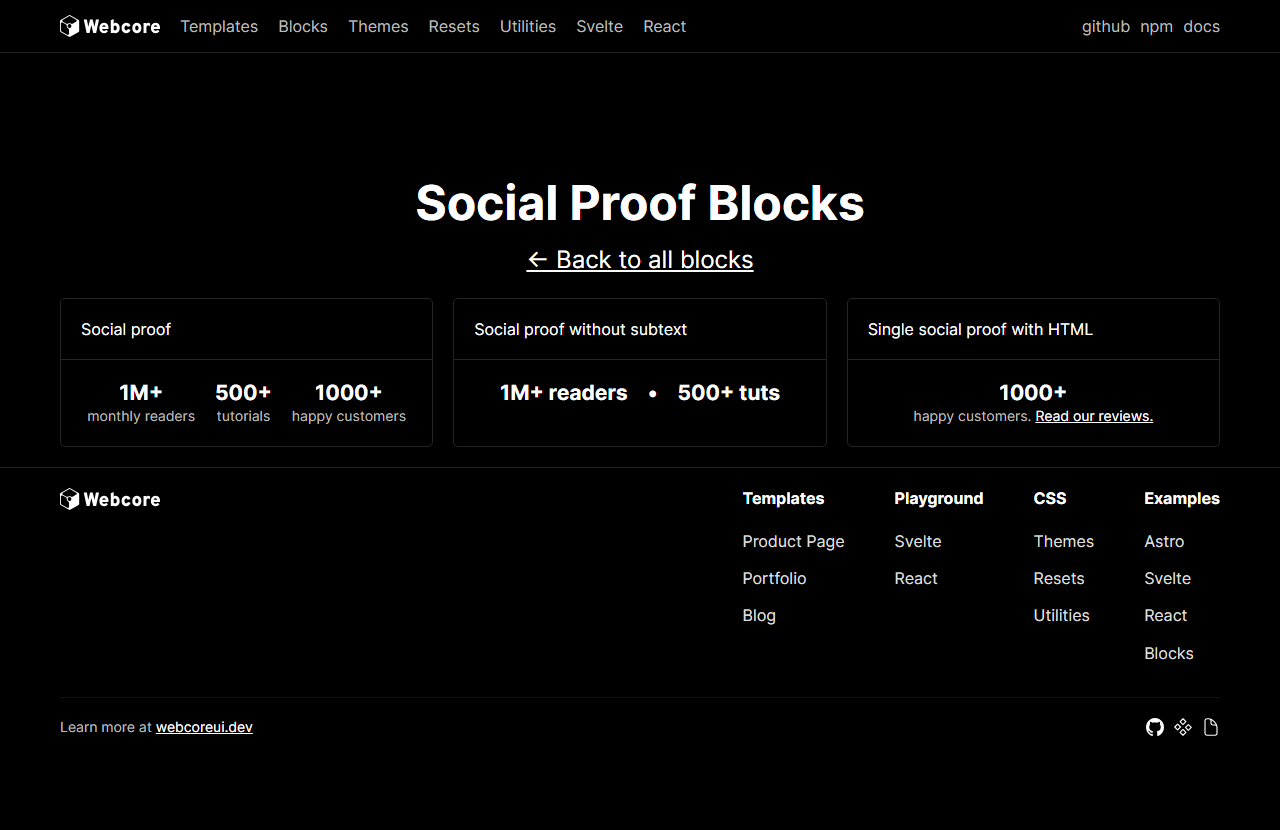 Webcore Templates Blocks Themes Resets Utilities Svelte React github npm docs
Social Proof Blocks
← Back to all blocks
Social proof
1M+ 500+ 1000+
monthly readers tutorials happy customers
Social proof without subtext
1M+ readers • 500+ tuts
Single social proof with HTML
1000+
happy customers. Read our reviews.
Webcore
Templates
Product Page
Portfolio
Blog
Playground
Svelte
React
CSS
Themes
Resets
Utilities
Examples
Astro
Svelte
React
Blocks
Learn more at webcoreui.dev